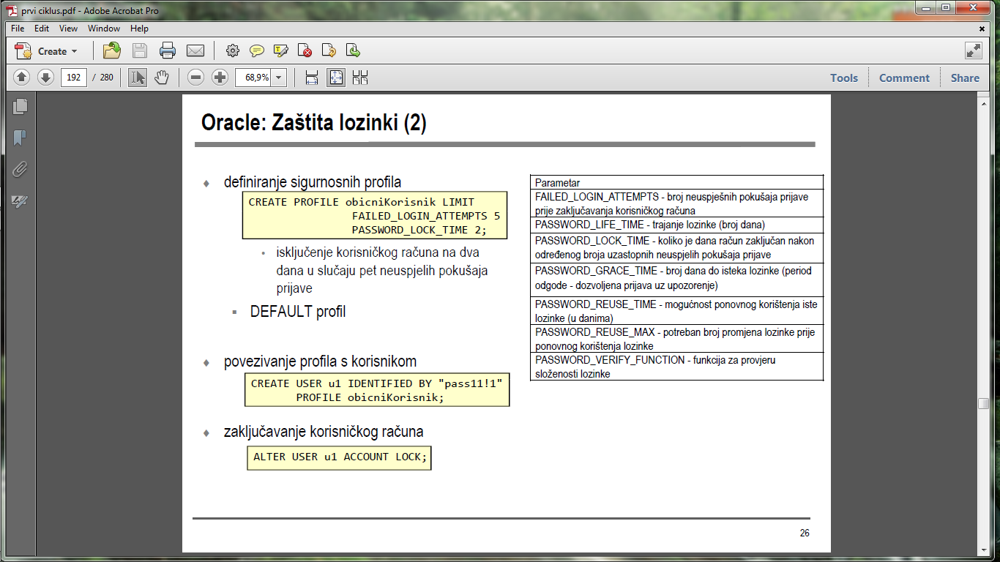 prvi ciklus.pdf - Adobe Acrobat Pro
File Edit View Window Help
Create
192 / 280
68,9%
Tools Comment Share
Oracle: Zaštita lozinki (2)
definiranje sigurnosnih profila
CREATE PROFILE obicniKorisnik LIMIT
FAILED_LOGIN_ATTEMPTS 5
PASSWORD_LOCK_TIME 2;
isključenje korisničkog računa na dva
dana u slučaju pet neuspjelih pokušaja
prijave
DEFAULT profil
povezivanje profila s korisnikom
CREATE USER u1 IDENTIFIED BY "pass11!1"
PROFILE obicniKorisnik;
zaključavanje korisničkog računa
ALTER USER u1 ACCOUNT LOCK;
Parametar
FAILED_LOGIN_ATTEMPTS - broj neuspješnih pokušaja prijave
prije zaključavanja korisničkog računa
PASSWORD_LIFE_TIME - trajanje lozinke (broj dana)
PASSWORD_LOCK_TIME - koliko je dana račun zaključan nakon
određenog broja uzastopnih neuspjelih pokušaja prijave
PASSWORD_GRACE_TIME - broj dana do isteka lozinke (period
odgode - dozvoljena prijava uz upozorenje)
PASSWORD_REUSE_TIME - mogućnost ponovnog korištenja iste
lozinke (u danima)
PASSWORD_REUSE_MAX - potreban broj promjena lozinke prije
ponovnog korištenja lozinke
PASSWORD_VERIFY_FUNCTION - funkcija za provjeru
složenosti lozinke
26